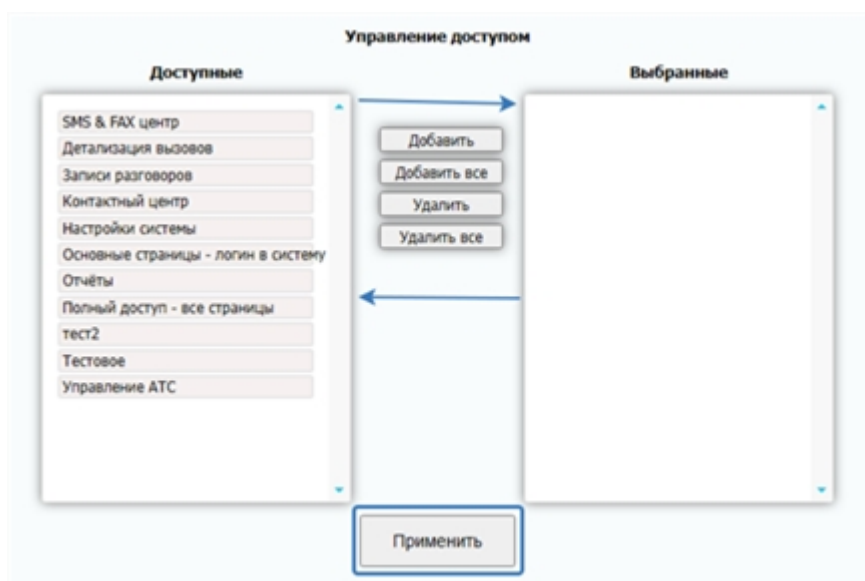 Управление доступом
Доступные
Выбранные
SMS & FAX центр
Детализация вызовов
Записи разговоров
Контактный центр
Настройки системы
Основные страницы - логин в систему
Отчёты
Полный доступ - все страницы
тест2
Тестовое
Управление АТС
Добавить
Добавить все
Удалить
Удалить все
Применить